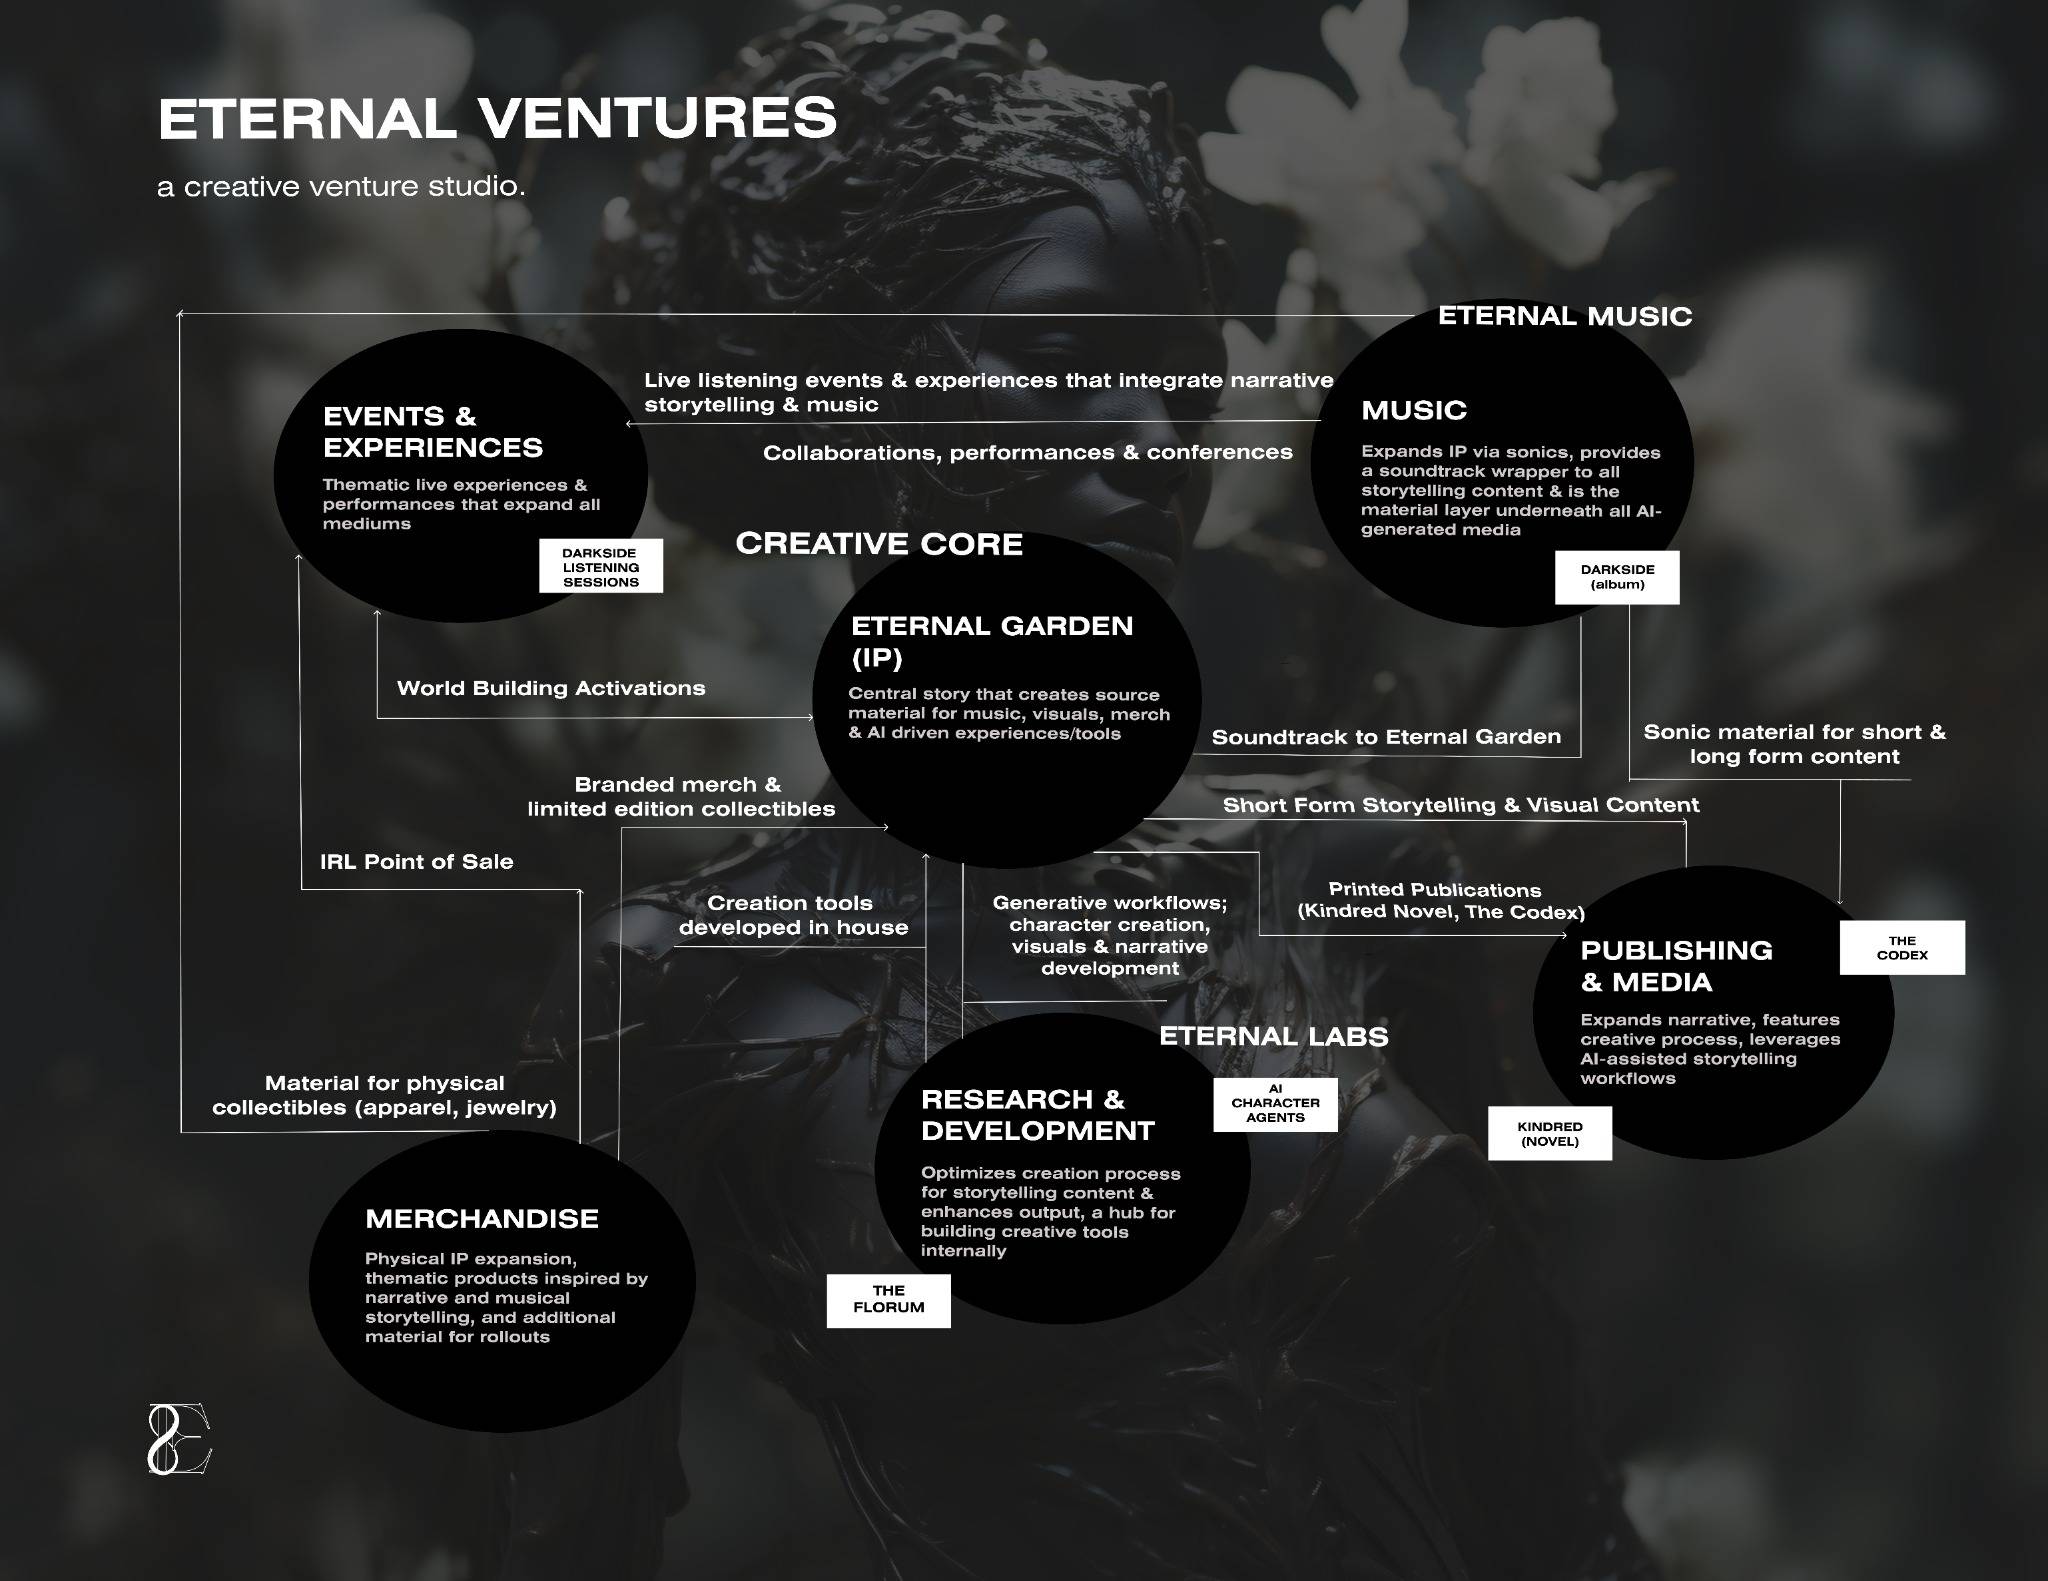 ETERNAL VENTURES
a creative venture studio.
ETERNAL MUSIC
Live listening events & experiences that integrate narrative
storytelling & music
Collaborations, performances & conferences
EVENTS &
EXPERIENCES
Thematic live experiences &
performances that expand all
mediums
DARKSIDE
LISTENING
SESSIONS
MUSIC
Expands IP via sonics, provides
a soundtrack wrapper to all
storytelling content & is the
material layer underneath all AI-
generated media
DARKSIDE
(album)
CREATIVE CORE
ETERNAL GARDEN
(IP)
Central story that creates source
material for music, visuals, merch
& AI driven experiences/tools
World Building Activations
Soundtrack to Eternal Garden
Sonic material for short &
long form content
Branded merch &
limited edition collectibles
Short Form Storytelling & Visual Content
IRL Point of Sale
Creation tools
developed in house
Generative workflows;
character creation,
visuals & narrative
development
Printed Publications
(Kindred Novel, The Codex)
PUBLISHING
& MEDIA
Expands narrative, features
creative process, leverages
AI-assisted storytelling
workflows
THE
CODEX
KINDRED
(NOVEL)
ETERNAL LABS
RESEARCH &
DEVELOPMENT
Optimizes creation process
for storytelling content &
enhances output, a hub for
building creative tools
internally
AI
CHARACTER
AGENTS
THE
FLORUM
Material for physical
collectibles (apparel, jewelry)
MERCHANDISE
Physical IP expansion,
thematic products inspired by
narrative and musical
storytelling, and additional
material for rollouts